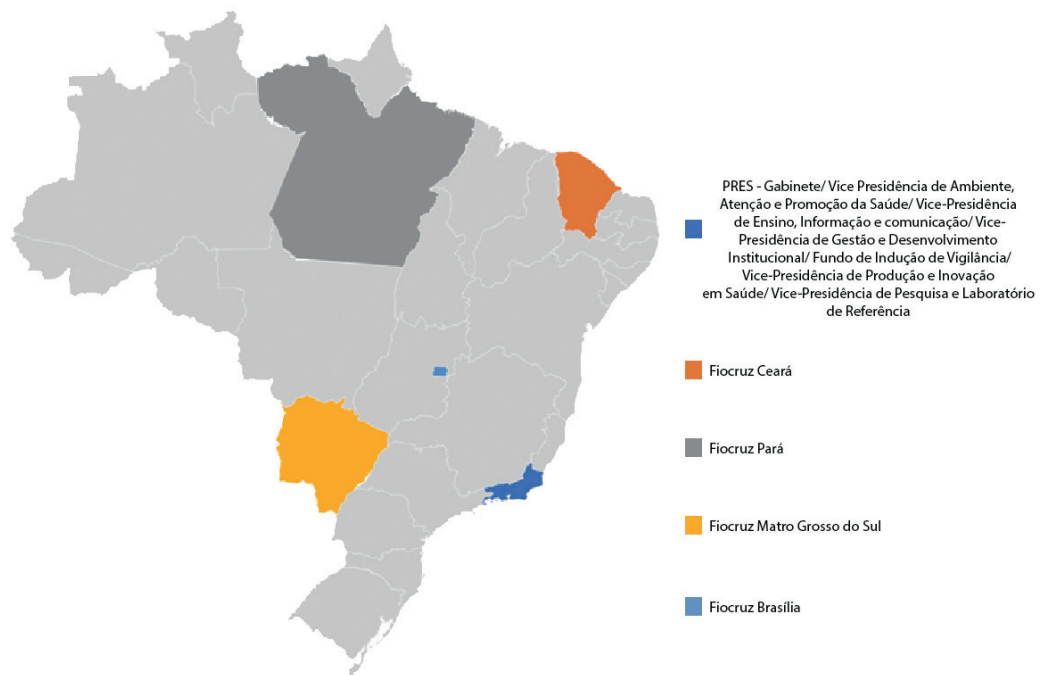 PRES - Gabinete/ Vice Presidência de Ambiente,
Atenção e Promoção da Saúde/ Vice-Presidência
de Ensino, Informação e comunicação/ Vice-
Presidência de Gestão e Desenvolvimento
Institucional/ Fundo de Indução de Vigilância/
Vice-Presidência de Produção e Inovação
em Saúde/ Vice-Presidência de Pesquisa e Laboratório
de Referência
Fiocruz Ceará
Fiocruz Pará
Fiocruz Matro Grosso do Sul
Fiocruz Brasília